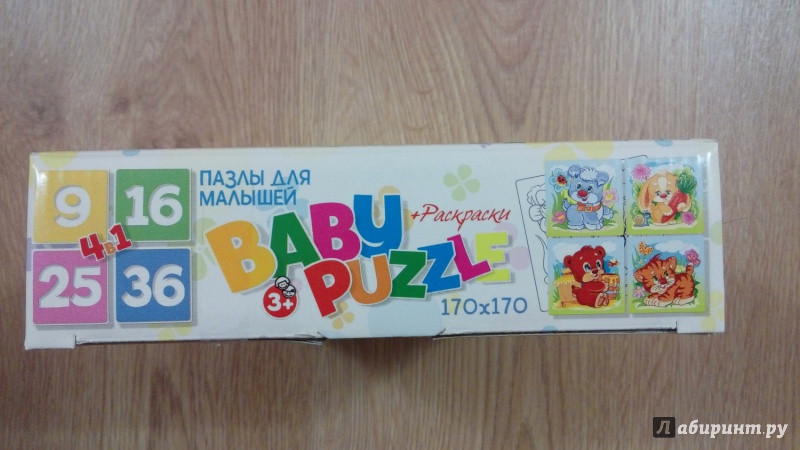 9 16
4в1
25 36
ПАЗЛЫ ДЛЯ
МАЛЫШЕЙ
BABY
PUZZLE
3+
+Раскраски
170x170
Лабиринт.ру